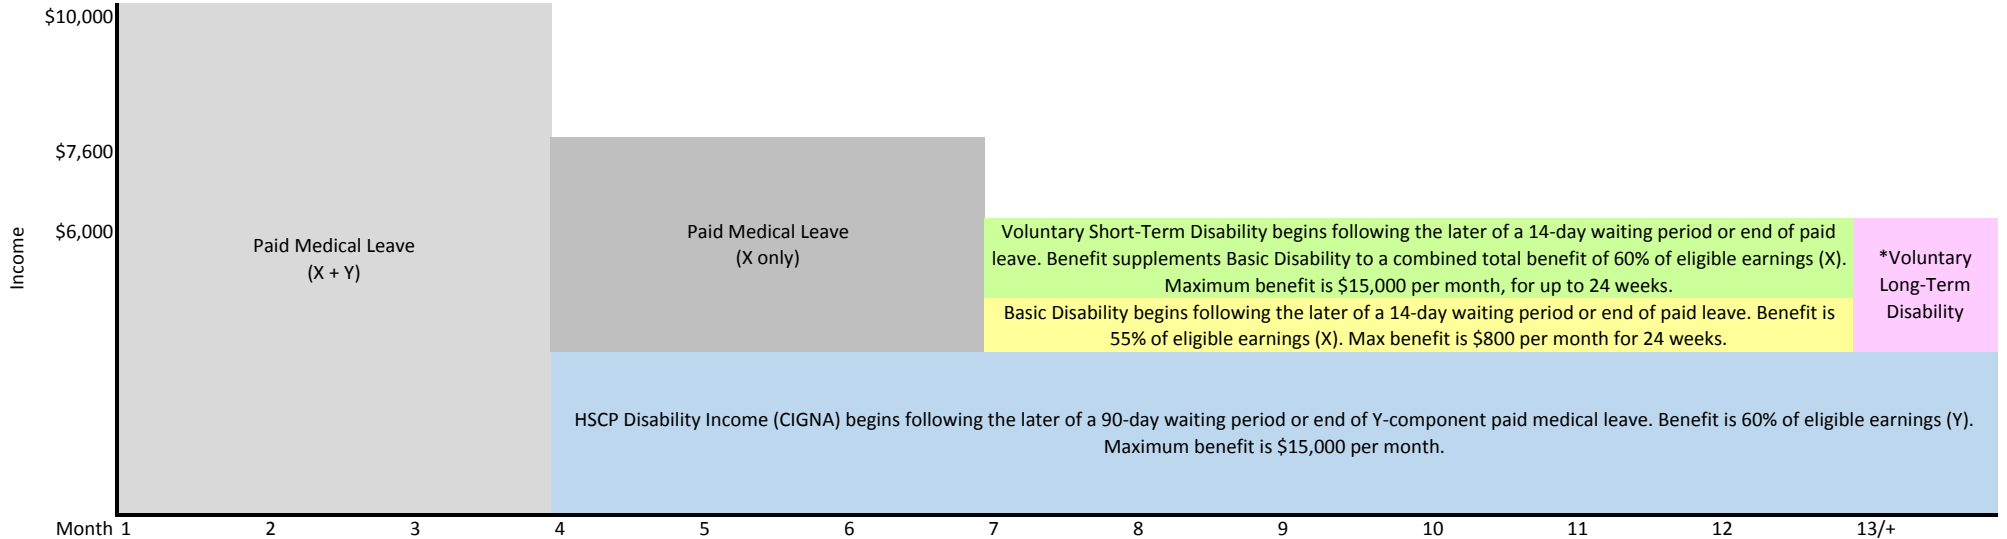 $10,000
$7,600
$6,000
Income
Paid Medical Leave
(X + Y)
Paid Medical Leave
(X only)
Voluntary Short-Term Disability begins following the later of a 14-day waiting period or end of paid
leave. Benefit supplements Basic Disability to a combined total benefit of 60% of eligible earnings (X).
Maximum benefit is $15,000 per month, for up to 24 weeks.
Basic Disability begins following the later of a 14-day waiting period or end of paid leave. Benefit is
55% of eligible earnings (X). Max benefit is $800 per month for 24 weeks.
*Voluntary
Long-Term
Disability
HSCP Disability Income (CIGNA) begins following the later of a 90-day waiting period or end of Y-component paid medical leave. Benefit is 60% of eligible earnings (Y).
Maximum benefit is $15,000 per month.
Month 1 2 3 4 5 6 7 8 9 10 11 12 13/+